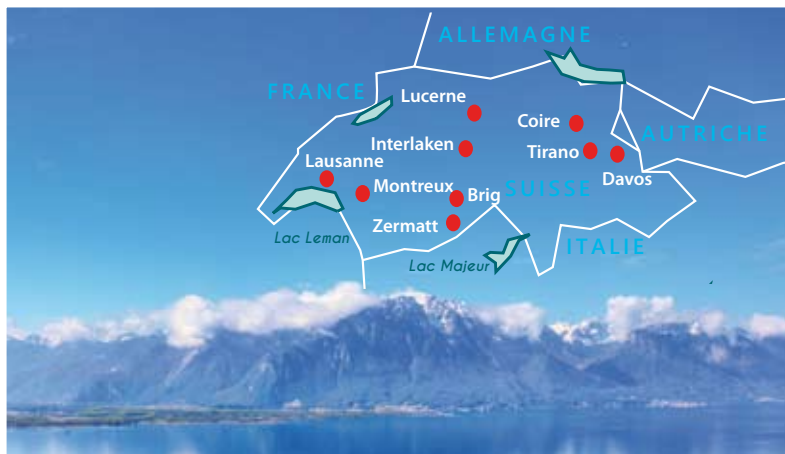 ALLEMAGNE
FRANCE
Lucerne
Coire
AUTRICHE
Interlaken
Tirano
Lausanne
Davos
Montreux
Brig
SUISSE
Zermatt
Lac Leman
ITALIE
Lac Majeur